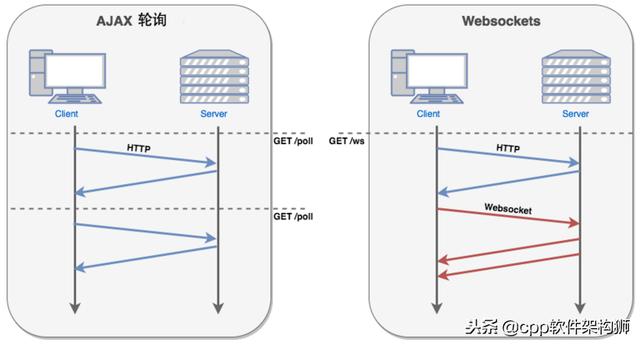 AJAX 轮询
Client
Server
HTTP
GET /poll
GET /poll
Websockets
Client
Server
GET /ws
HTTP
Websocket
头条 @cpp软件架构狮